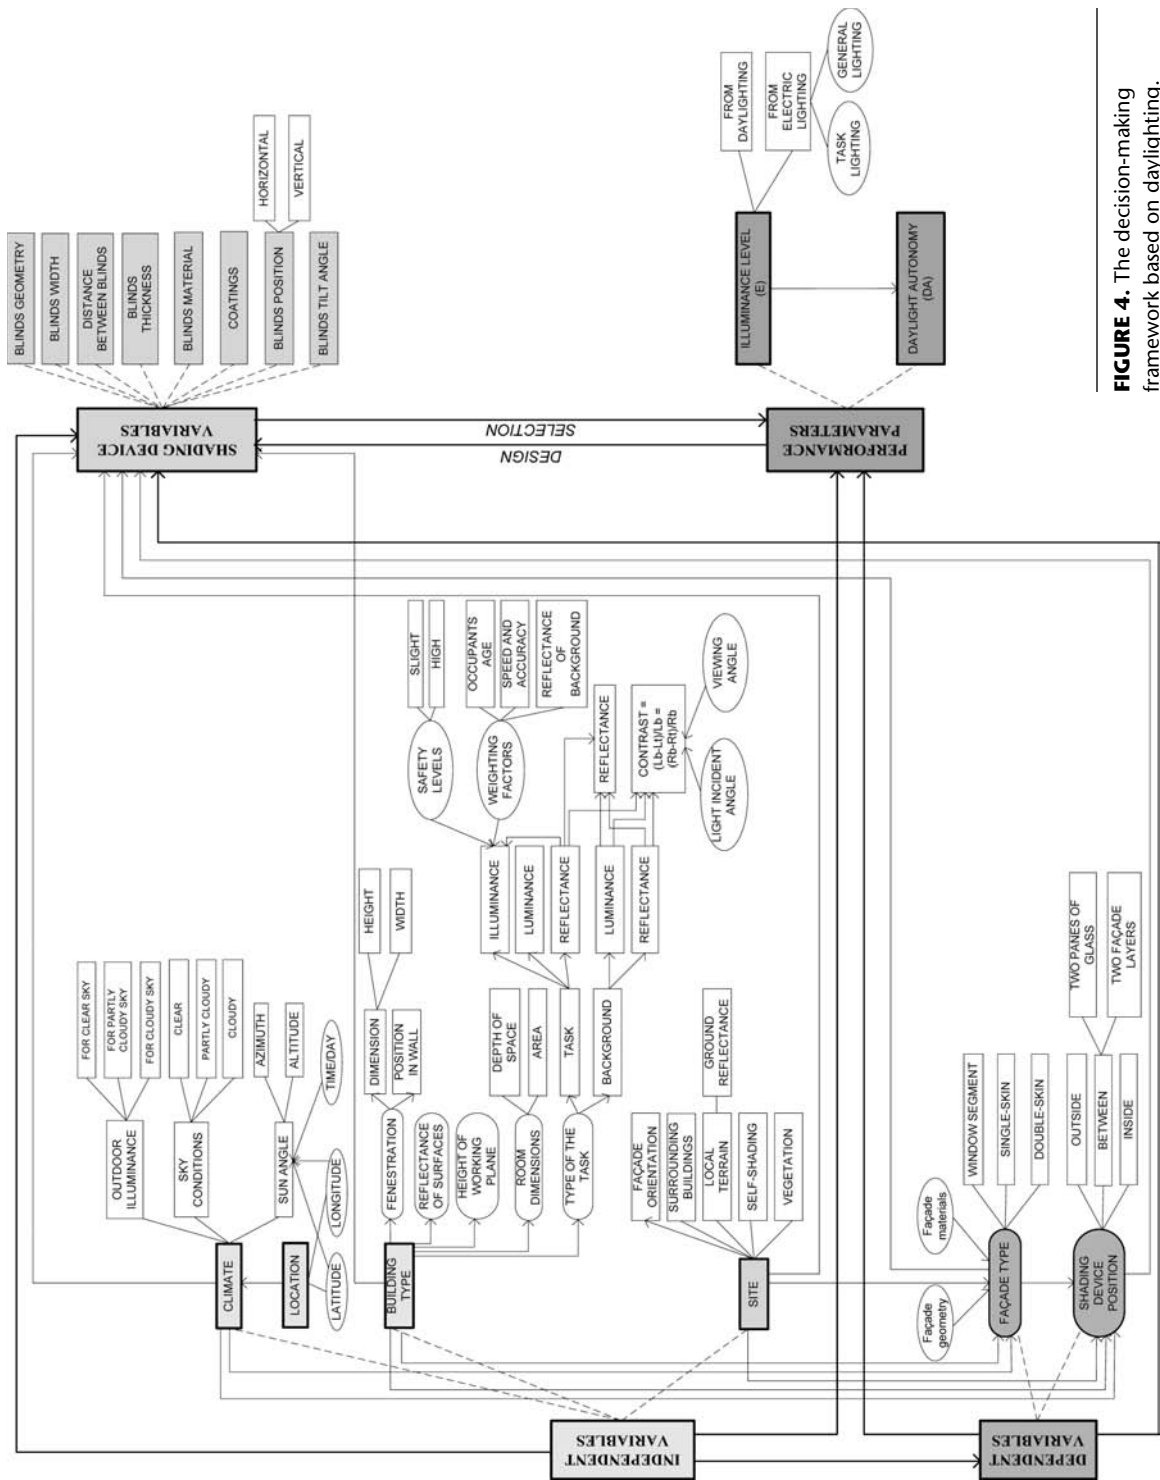 FIGURE 4. The decision-making
framework based on daylighting.
INDEPENDENT
VARIABLES
DEPENDENT
VARIABLES
CLIMATE
LOCATION
LATITUDE
LONGITUDE
TIME/DAY
OUTDOOR
ILLUMINANCE
FOR CLEAR SKY
FOR PARTLY
CLOUDY SKY
FOR CLOUDY SKY
SKY
CONDITIONS
CLEAR
PARTLY CLOUDY
CLOUDY
SUN ANGLE
AZIMUTH
ALTITUDE
BUILDING
TYPE
FENESTRATION
DIMENSION
HEIGHT
WIDTH
POSITION
IN WALL
REFLECTANCE
OF SURFACES
HEIGHT OF
WORKING
PLANE
ROOM
DIMENSIONS
DEPTH OF
SPACE
AREA
TYPE OF THE
TASK
TASK
BACKGROUND
ILLUMINANCE
LUMINANCE
REFLECTANCE
LUMINANCE
REFLECTANCE
SAFETY
LEVELS
SLIGHT
HIGH
WEIGHTING
FACTORS
OCCUPANTS
AGE
SPEED AND
ACCURACY
REFLECTANCE
OF
BACKGROUND
REFLECTANCE
CONTRAST =
(Lb-Lt)/Lb =
(Rb-Rt)/Rb
LIGHT INCIDENT
ANGLE
VIEWING
ANGLE
SITE
FAÇADE
ORIENTATION
SURROUNDING
BUILDINGS
LOCAL
TERRAIN
GROUND
REFLECTANCE
SELF-SHADING
VEGETATION
FAÇADE TYPE
Façade
geometry
Façade
materials
WINDOW SEGMENT
SINGLE-SKIN
DOUBLE-SKIN
SHADING
DEVICE
POSITION
OUTSIDE
BETWEEN
INSIDE
TWO PANES OF
GLASS
TWO FAÇADE
LAYERS
SHADING DEVICE
VARIABLES
BLINDS GEOMETRY
BLINDS WIDTH
DISTANCE
BETWEEN BLINDS
BLINDS
THICKNESS
BLINDS MATERIAL
COATINGS
BLINDS POSITION
HORIZONTAL
VERTICAL
BLINDS TILT ANGLE
DESIGN
SELECTION
PERFORMANCE
PARAMETERS
ILLUMINANCE LEVEL
(E)
DAYLIGHT AUTONOMY
(DA)
FROM
DAYLIGHTING
FROM
ELECTRIC
LIGHTING
TASK
LIGHTING
GENERAL
LIGHTING